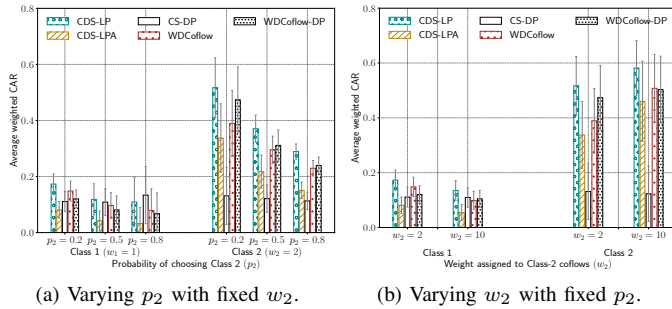 CDS-LP CS-DP WDCoflow-DP
CDS-LPA WDCoflow
0.8
0.6
0.4
0.2
0.0
Average weighted CAR
p₂ = 0.2 p₂ = 0.5 p₂ = 0.8 p₂ = 0.2 p₂ = 0.5 p₂ = 0.8
Class 1 (w₁ = 1) Class 2 (w₂ = 2)
Probability of choosing Class 2 (p₂)
(a) Varying p₂ with fixed w₂.
CDS-LP CS-DP WDCoflow-DP
CDS-LPA WDCoflow
0.8
0.6
0.4
0.2
0.0
Average weighted CAR
w₂ = 2 w₂ = 10 w₂ = 2 w₂ = 10
Class 1 Class 2
Weight assigned to Class-2 coflows (w₂)
(b) Varying w₂ with fixed p₂.